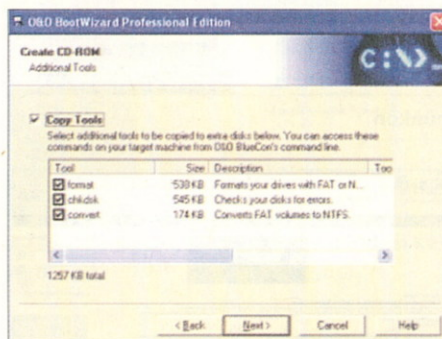 O&O BootWizard Professional Edition
Create CD-ROM
Additional Tools
C:\>_
Copy Tools
Select additional tools to be copied to extra disks below. You can access these
commands on your target machine from O&O BlueCon's command line.
Tool Size Description Too
format 530 KB Formats your drives with FAT or N...
chkdsk 545 KB Checks your disks for errors.
convert 174 KB Converts FAT volumes to NTFS.
1257 KB total
< Back Next > Cancel Help